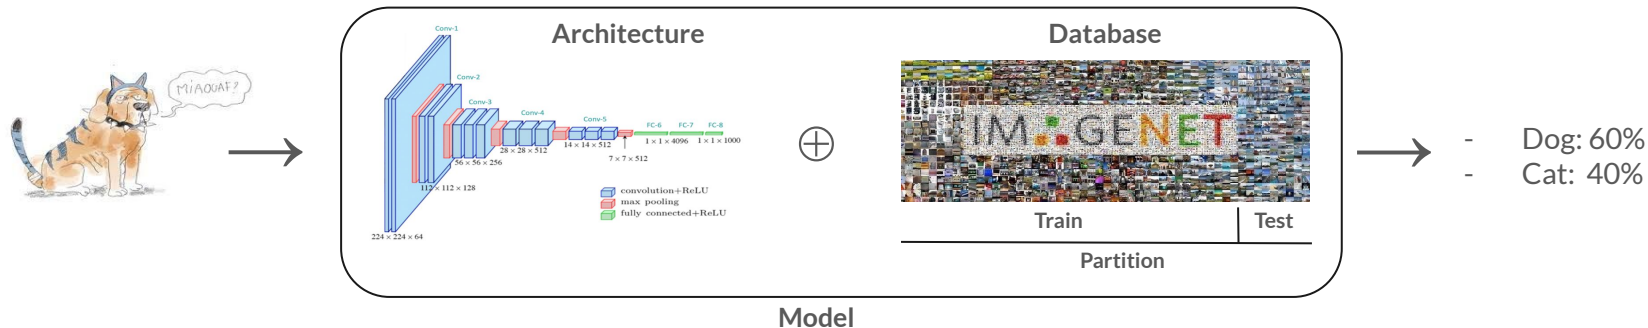 MiAOUAF?
Architecture
Conv-1
Conv-2
Conv-3
Conv-4
Conv-5
FC-6
FC-7
FC-8
1 × 1 × 4096
1 × 1 × 1000
14 × 14 × 512
28 × 28 × 512
7 × 7 × 512
56 × 56 × 256
112 × 112 × 128
224 × 224 × 64
convolution+ReLU
max pooling
fully connected+ReLU
Database
IMAGENET
Train
Test
Partition
- Dog: 60%
- Cat: 40%
Model